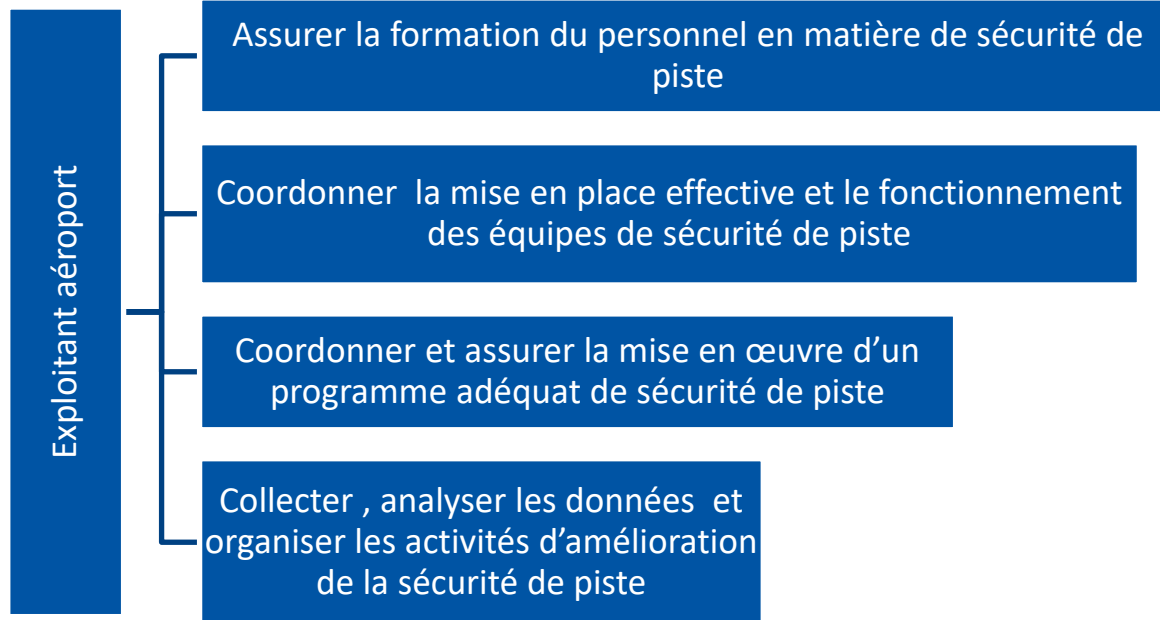 Exploitant aéroport
Assurer la formation du personnel en matière de sécurité de
piste
Coordonner la mise en place effective et le fonctionnement
des équipes de sécurité de piste
Coordonner et assurer la mise en œuvre d’un
programme adéquat de sécurité de piste
Collecter , analyser les données et
organiser les activités d’amélioration
de la sécurité de piste